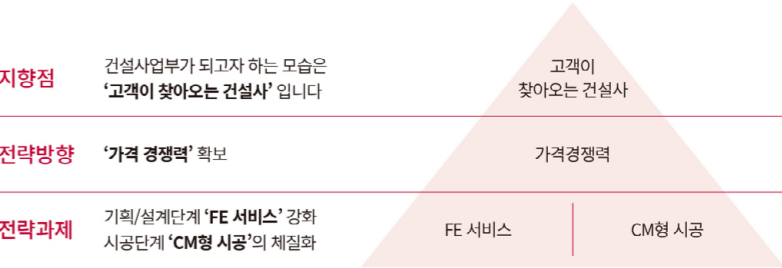 지향점
건설사업부가 되고자 하는 모습은
‘고객이 찾아오는 건설사’ 입니다
고객이
찾아오는 건설사
전략방향
‘가격 경쟁력’ 확보
가격경쟁력
전략과제
기획/설계단계 ‘FE 서비스’ 강화
시공단계 ‘CM형 시공’의 체질화
FE 서비스
CM형 시공